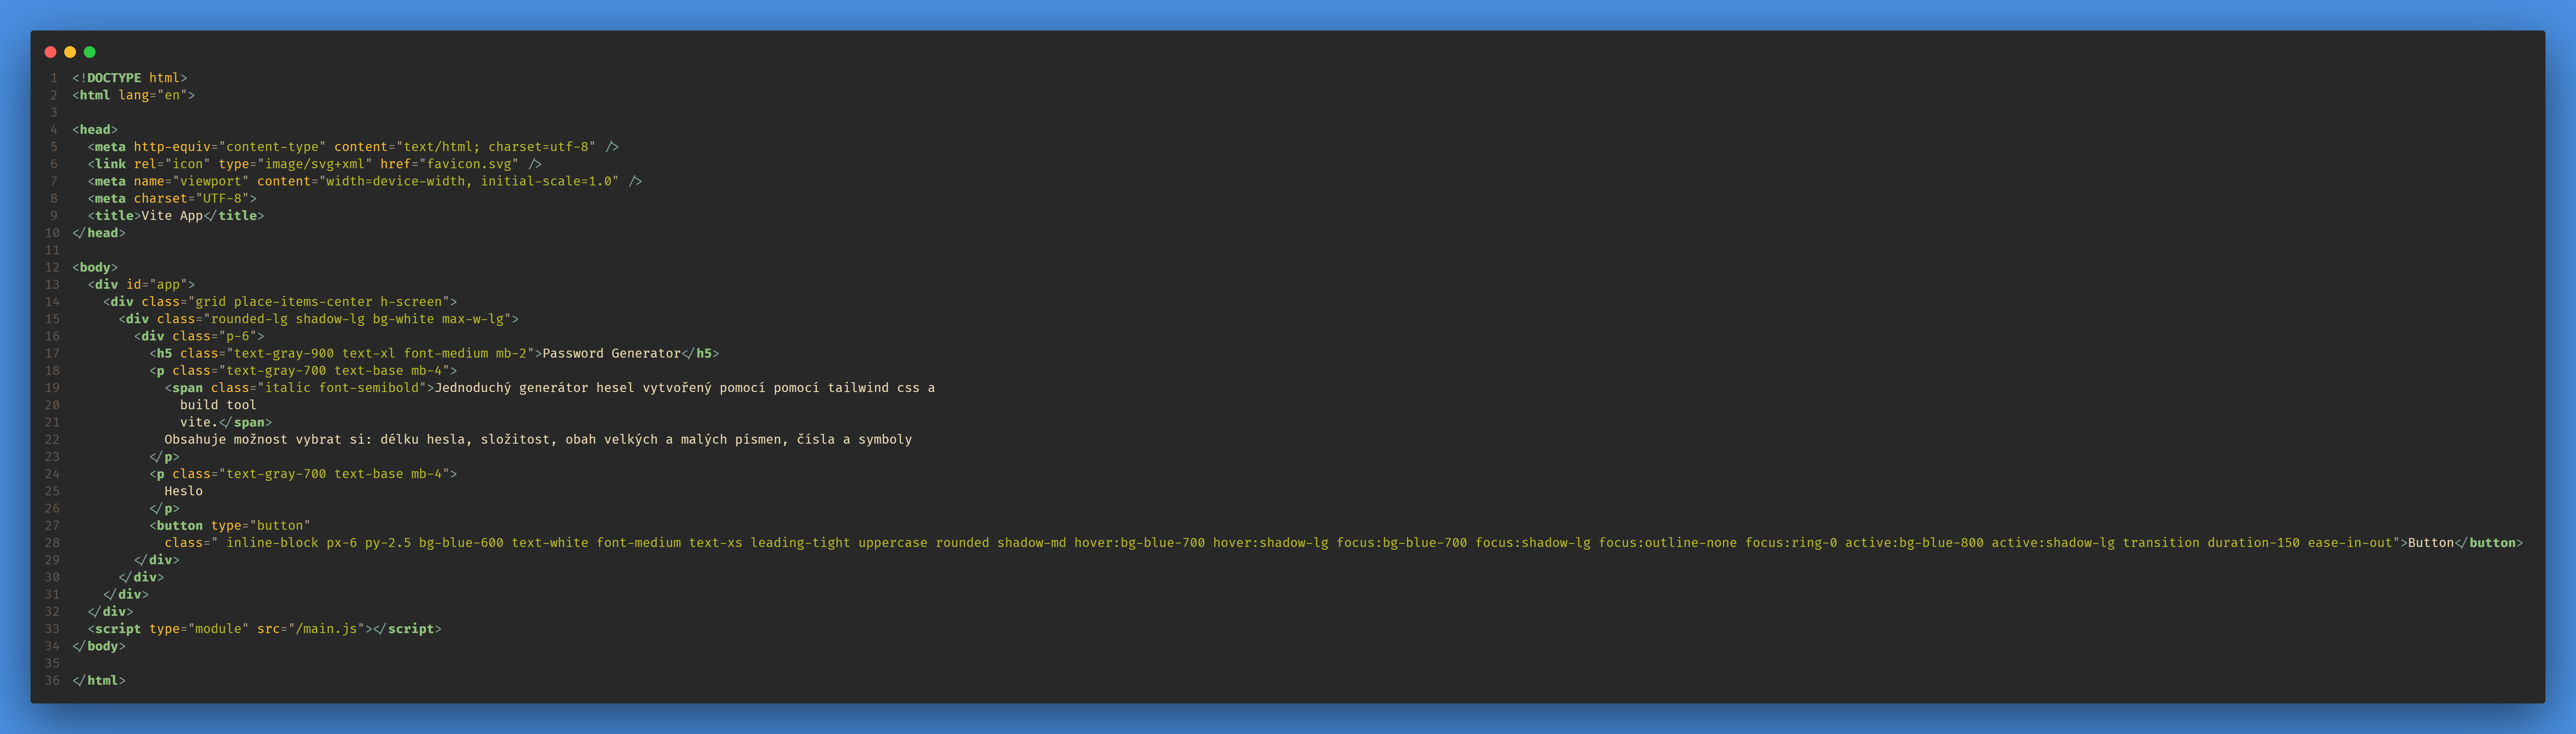 1 <!DOCTYPE html>
2 <html lang="en">
3
4 <head>
5   <meta http-equiv="content-type" content="text/html; charset=utf-8" />
6   <link rel="icon" type="image/svg+xml" href="favicon.svg" />
7   <meta name="viewport" content="width=device-width, initial-scale=1.0" />
8   <meta charset="UTF-8">
9   <title>Vite App</title>
10 </head>
11
12 <body>
13   <div id="app">
14     <div class="grid place-items-center h-screen">
15       <div class="rounded-lg shadow-lg bg-white max-w-lg">
16         <div class="p-6">
17           <h5 class="text-gray-900 text-xl font-medium mb-2">Password Generator</h5>
18           <p class="text-gray-700 text-base mb-4">
19             <span class="italic font-semibold">Jednoduchý generátor hesel vytvořený pomocí pomocí tailwind css a
20               build tool
21               vite.</span>
22             Obsahuje možnost vybrat si: délku hesla, složitost, obah velkých a malých písmen, čísla a symboly
23           </p>
24           <p class="text-gray-700 text-base mb-4">
25             Heslo
26           </p>
27           <button type="button"
28             class=" inline-block px-6 py-2.5 bg-blue-600 text-white font-medium text-xs leading-tight uppercase rounded shadow-md hover:bg-blue-700 hover:shadow-lg focus:bg-blue-700 focus:shadow-lg focus:outline-none focus:ring-0 active:bg-blue-800 active:shadow-lg transition duration-150 ease-in-out">Button</button>
29         </div>
30       </div>
31     </div>
32   </div>
33   <script type="module" src="/main.js"></script>
34 </body>
35
36 </html>